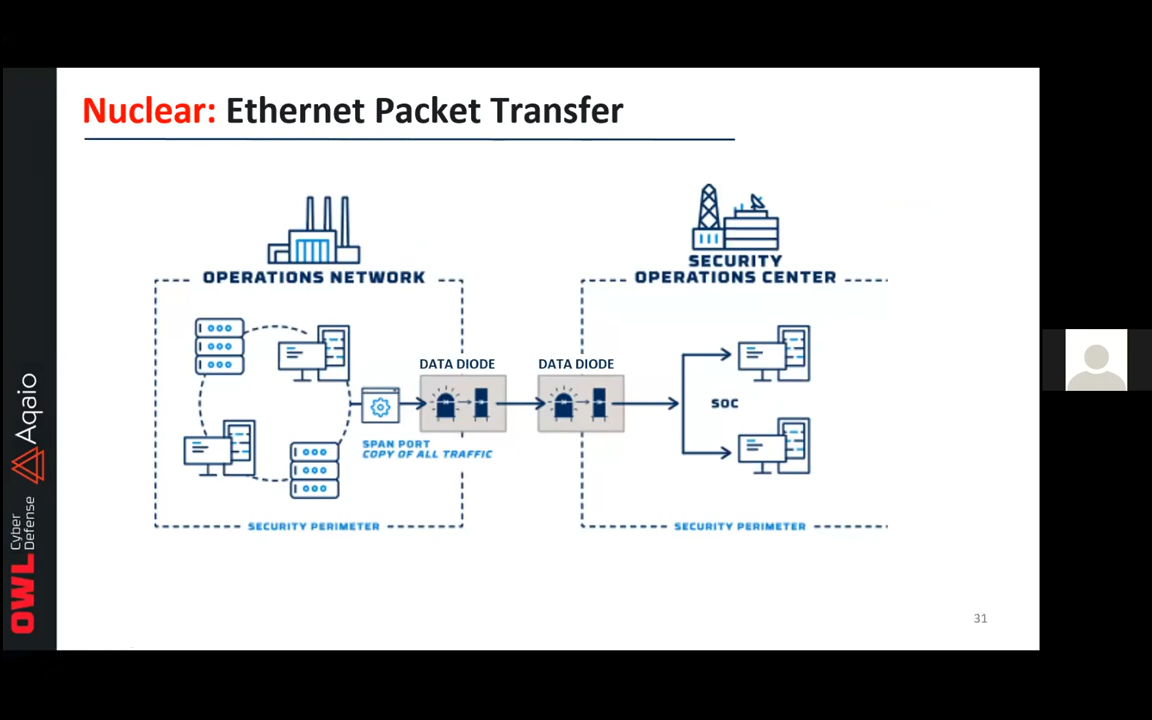 Nuclear: Ethernet Packet Transfer
OPERATIONS NETWORK
SECURITY
OPERATIONS CENTER
DATA DIODE
DATA DIODE
SPAN PORT
COPY OF ALL TRAFFIC
SOC
SECURITY PERIMETER
SECURITY PERIMETER
OWL Cyber
Defense
Aqaio
31